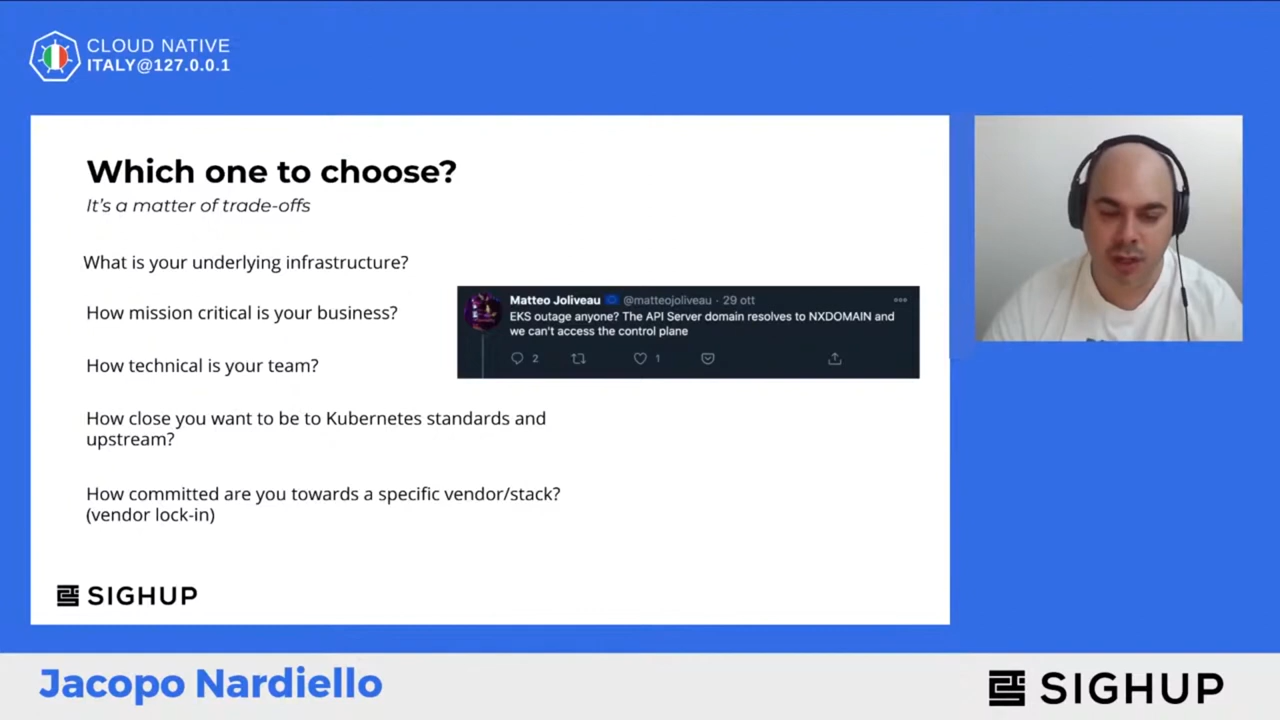 CLOUD NATIVE
ITALY@127.0.0.1
Which one to choose?
It's a matter of trade-offs
What is your underlying infrastructure?
How mission critical is your business?
How technical is your team?
How close you want to be to Kubernetes standards and
upstream?
How committed are you towards a specific vendor/stack?
(vendor lock-in)
Matteo Joliveau @matteojoliveau · 29 ott
EKS outage anyone? The API Server domain resolves to NXDOMAIN and
we can't access the control plane
2 1
SIGHUP
Jacopo Nardiello
SIGHUP